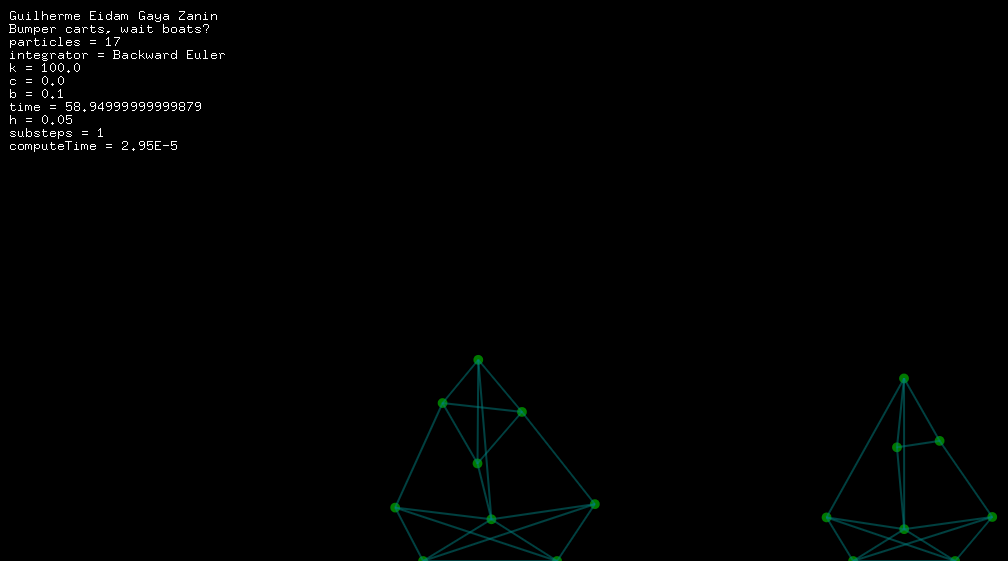 Guilherme Eidam Gaya Zanin
Bumper carts, wait boats?
particles = 17
integrator = Backward Euler
k = 100.0
c = 0.0
b = 0.1
time = 58.94999999999879
h = 0.05
substeps = 1
computeTime = 2.95E-5